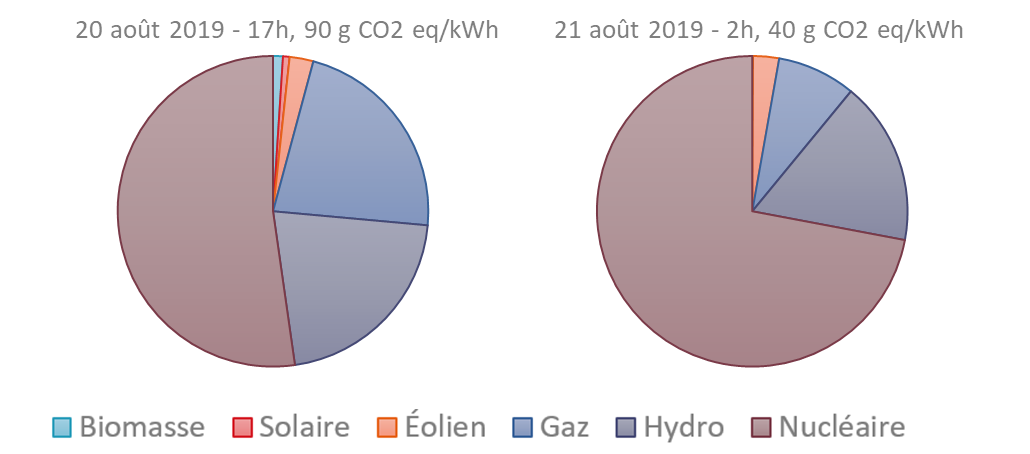 20 août 2019 - 17h, 90 g CO2 eq/kWh
21 août 2019 - 2h, 40 g CO2 eq/kWh
Biomasse Solaire Éolien Gaz Hydro Nucléaire